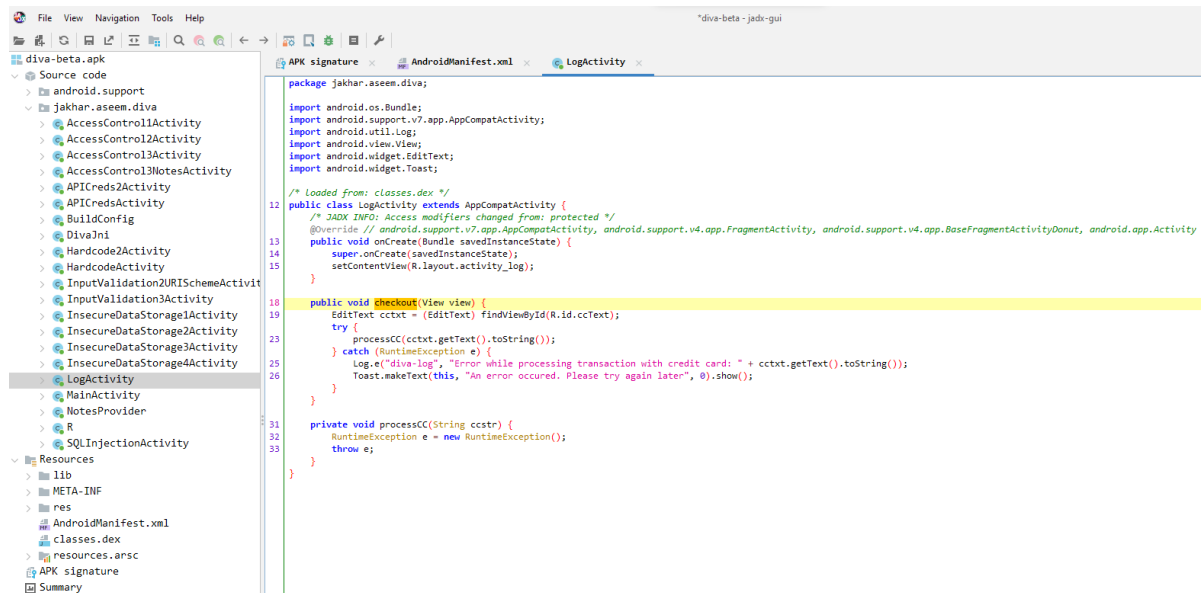 File View Navigation Tools Help
*diva-beta - jadx-gui
diva-beta.apk
Source code
android.support
jakhar.aseem.diva
AccessControl1Activity
AccessControl2Activity
AccessControl3Activity
AccessControl3NotesActivity
APICreds2Activity
APICredsActivity
BuildConfig
DivaJni
Hardcode2Activity
HardcodeActivity
InputValidation2URISchemeActivit
InputValidation3Activity
InsecureDataStorage1Activity
InsecureDataStorage2Activity
InsecureDataStorage3Activity
InsecureDataStorage4Activity
LogActivity
MainActivity
NotesProvider
R
SQLInjectionActivity
Resources
lib
META-INF
res
AndroidManifest.xml
classes.dex
resources.arsc
APK signature
Summary
APK signature AndroidManifest.xml LogActivity
package jakhar.aseem.diva;
import android.os.Bundle;
import android.support.v7.app.AppCompatActivity;
import android.util.Log;
import android.view.View;
import android.widget.EditText;
import android.widget.Toast;
/* loaded from: classes.dex */
12 public class LogActivity extends AppCompatActivity {
/* JADX INFO: Access modifiers changed from: protected */
@Override // android.support.v7.app.AppCompatActivity, android.support.v4.app.FragmentActivity, android.support.v4.app.BaseFragmentActivityDonut, android.app.Activity
13 public void onCreate(Bundle savedInstanceState) {
14 super.onCreate(savedInstanceState);
15 setContentView(R.layout.activity_log);
}
18 public void checkout(View view) {
19 EditText cctxt = (EditText) findViewById(R.id.ccText);
try {
23 processCC(cctxt.getText().toString());
} catch (RuntimeException e) {
25 Log.e("diva-log", "Error while processing transaction with credit card: " + cctxt.getText().toString());
26 Toast.makeText(this, "An error occured. Please try again later", 0).show();
}
}
31 private void processCC(String ccstr) {
32 RuntimeException e = new RuntimeException();
33 throw e;
}
}